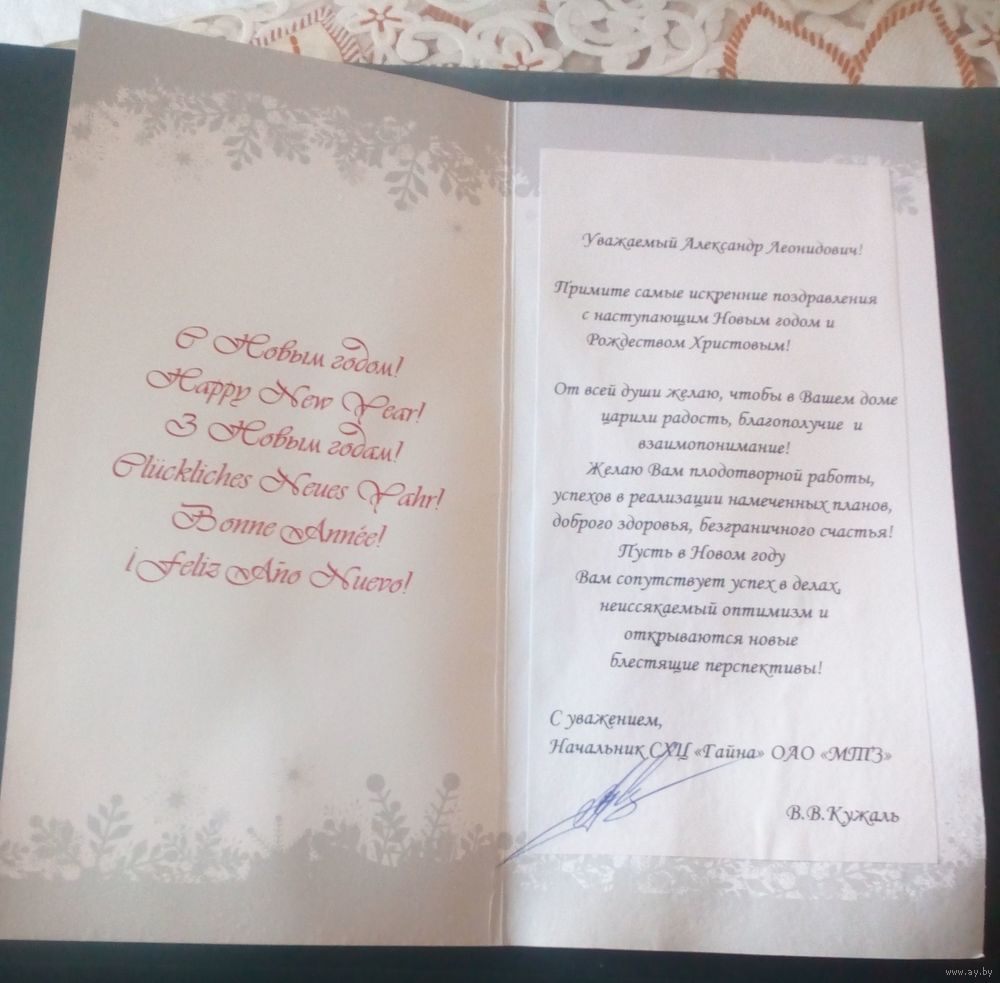 С Новым годом!
Happy New Year!
З Новым годам!
Glückliches Neues Yahr!
Bonne Année!
¡ Feliz Año Nuevo!
Уважаемый Александр Леонидович!
Примите самые искренние поздравления
с наступающим Новым годом и
Рождеством Христовым!
От всей души желаю, чтобы в Вашем доме
царили радость, благополучие и
взаимопонимание!
Желаю Вам плодотворной работы,
успехов в реализации намеченных планов,
доброго здоровья, безграничного счастья!
Пусть в Новом году
Вам сопутствует успех в делах,
неиссякаемый оптимизм и
открываются новые
блестящие перспективы!
С уважением,
Начальник СХЦ «Гайна» ОАО «МТЗ»
В.В.Кужаль
www.ay.by